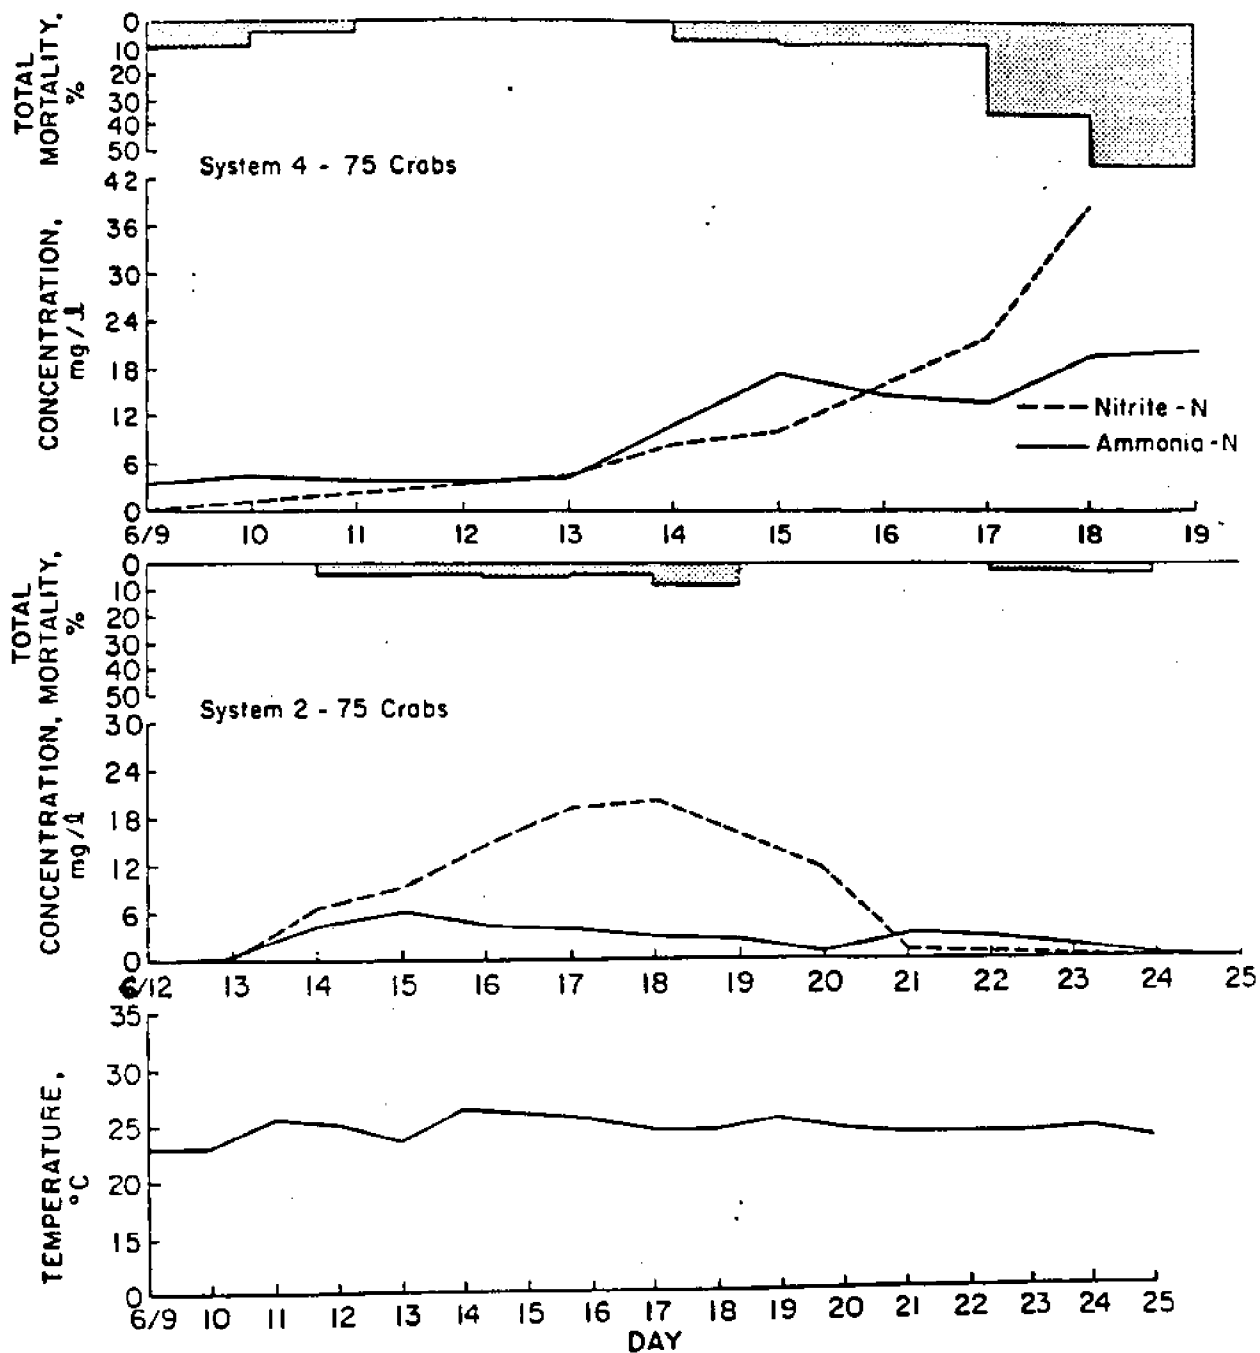 TOTAL
MORTALITY,
%
0
10
20
30
40
50
System 4 - 75 Crabs
CONCENTRATION,
mg/l
42
36
30
24
18
12
6
0
Nitrite - N
Ammonia - N
6/9 10 11 12 13 14 15 16 17 18 19
TOTAL
MORTALITY,
%
0
10
20
30
40
50
System 2 - 75 Crabs
CONCENTRATION,
mg/l
30
24
18
12
6
0
6/12 13 14 15 16 17 18 19 20 21 22 23 24 25
TEMPERATURE,
°C
35
30
25
20
15
0
6/9 10 11 12 13 14 15 16 17 18 19 20 21 22 23 24 25
DAY